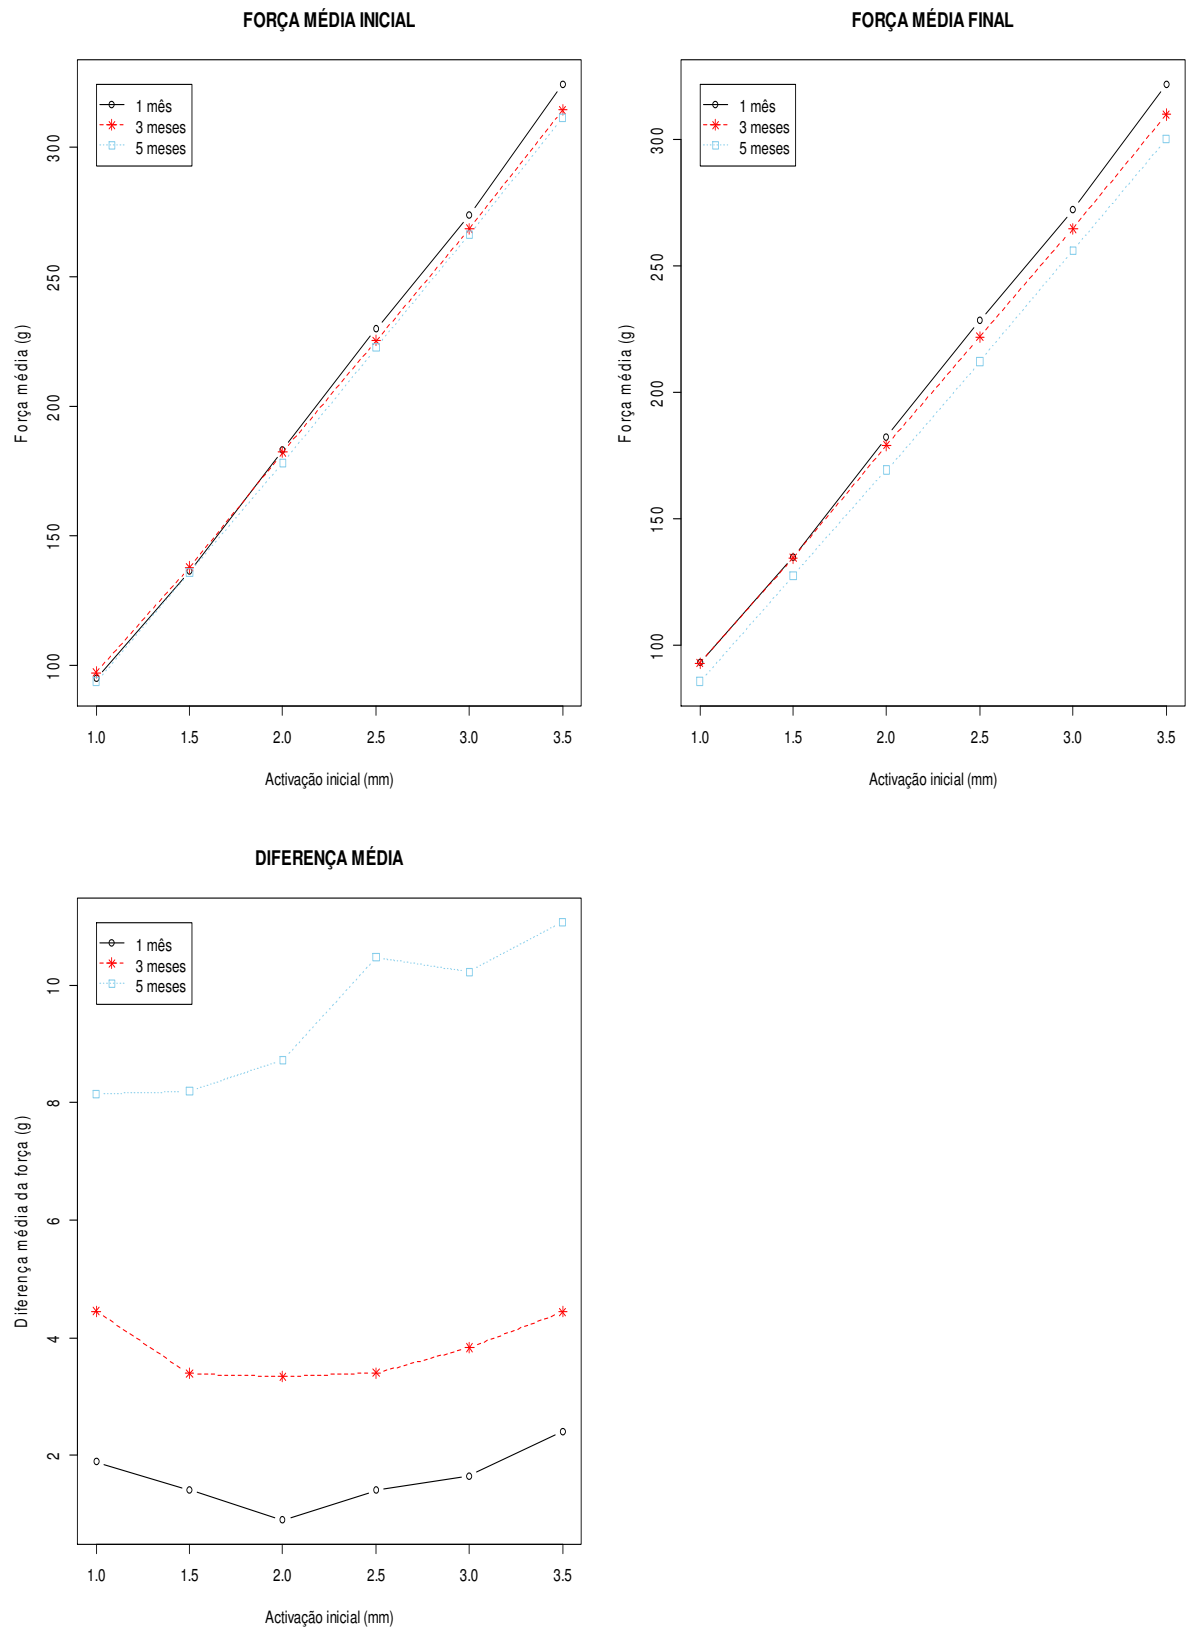 FORÇA MÉDIA INICIAL
1 mês
3 meses
5 meses
Força média (g)
100
150
200
250
300
1.0 1.5 2.0 2.5 3.0 3.5
Activação inicial (mm)
FORÇA MÉDIA FINAL
1 mês
3 meses
5 meses
Força média (g)
100
150
200
250
300
1.0 1.5 2.0 2.5 3.0 3.5
Activação inicial (mm)
DIFERENÇA MÉDIA
1 mês
3 meses
5 meses
Diferença média da força (g)
2
4
6
8
10
1.0 1.5 2.0 2.5 3.0 3.5
Activação inicial (mm)